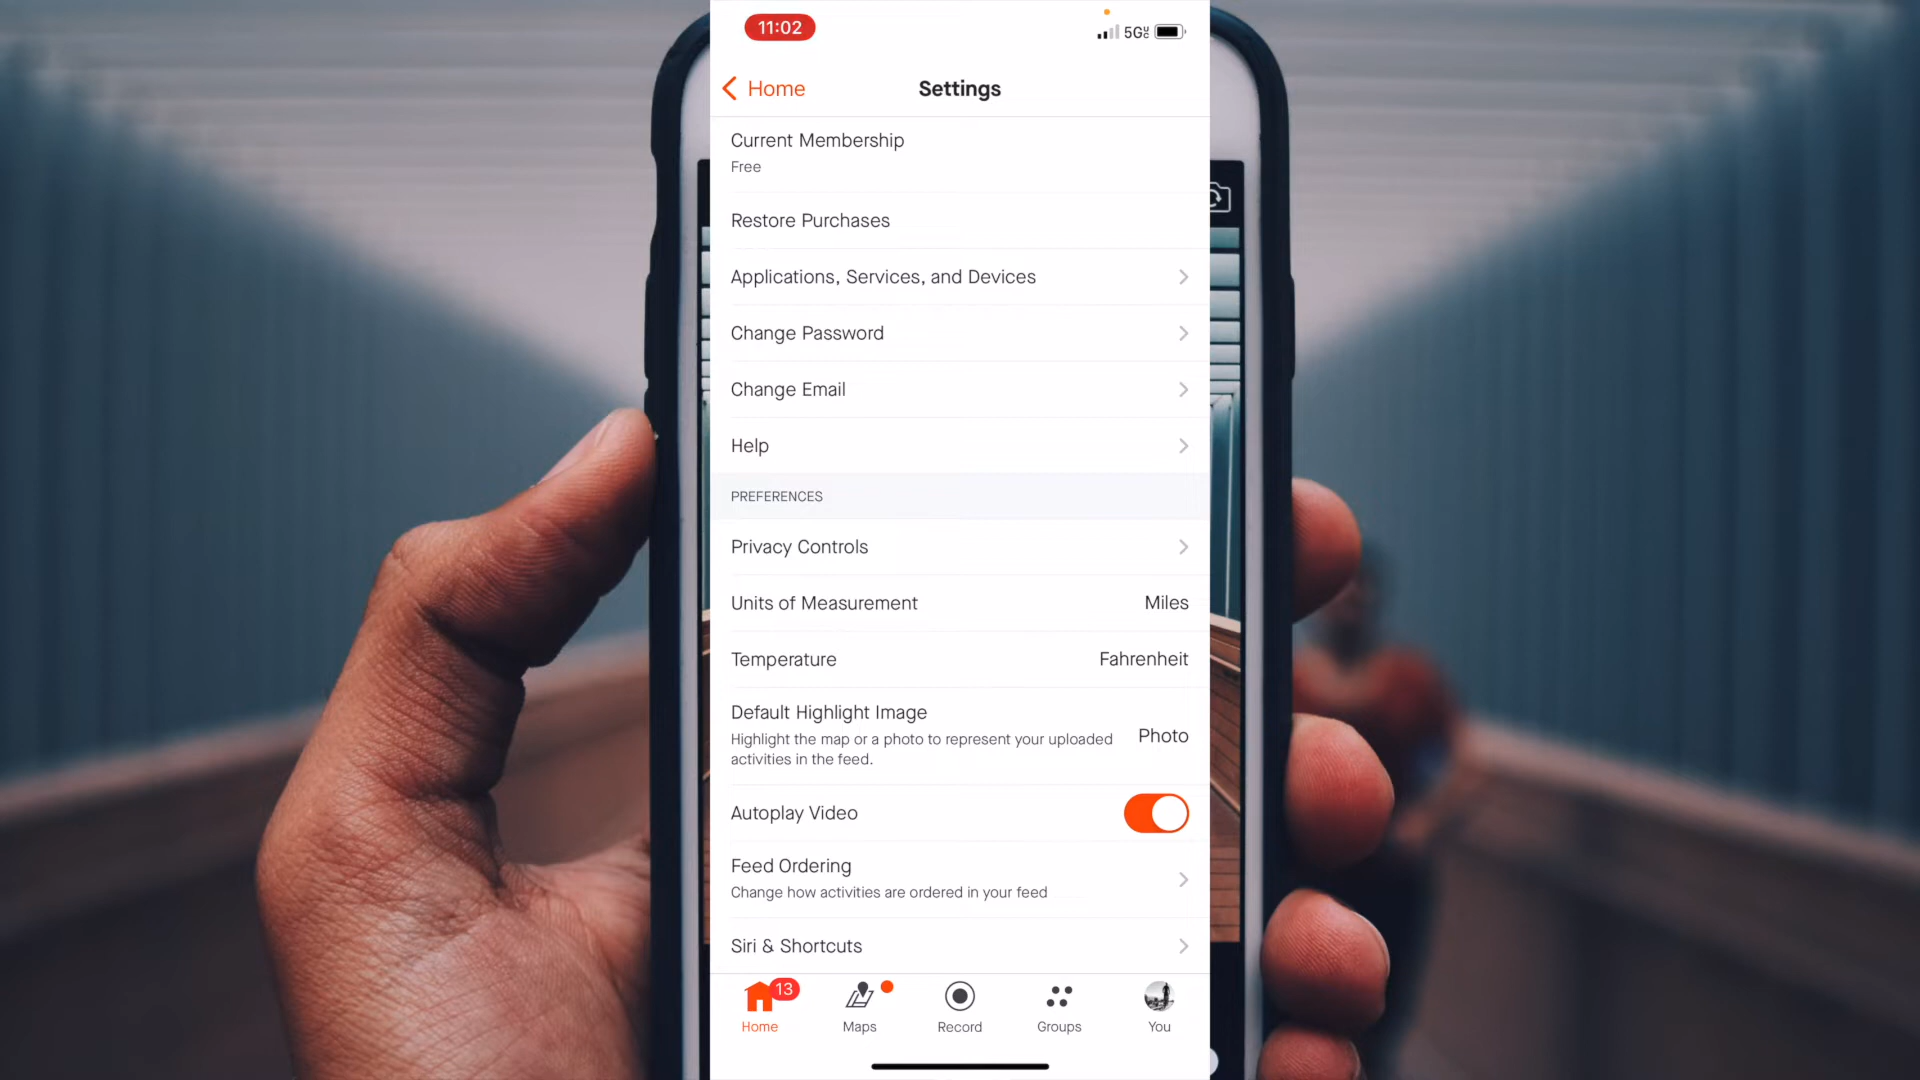 11:02
5G
Home
Settings
Current Membership
Free
Restore Purchases
Applications, Services, and Devices
Change Password
Change Email
Help
PREFERENCES
Privacy Controls
Units of Measurement
Miles
Temperature
Fahrenheit
Default Highlight Image
Highlight the map or a photo to represent your uploaded
activities in the feed.
Photo
Autoplay Video
Feed Ordering
Change how activities are ordered in your feed
Siri & Shortcuts
13
Home
Maps
Record
Groups
You